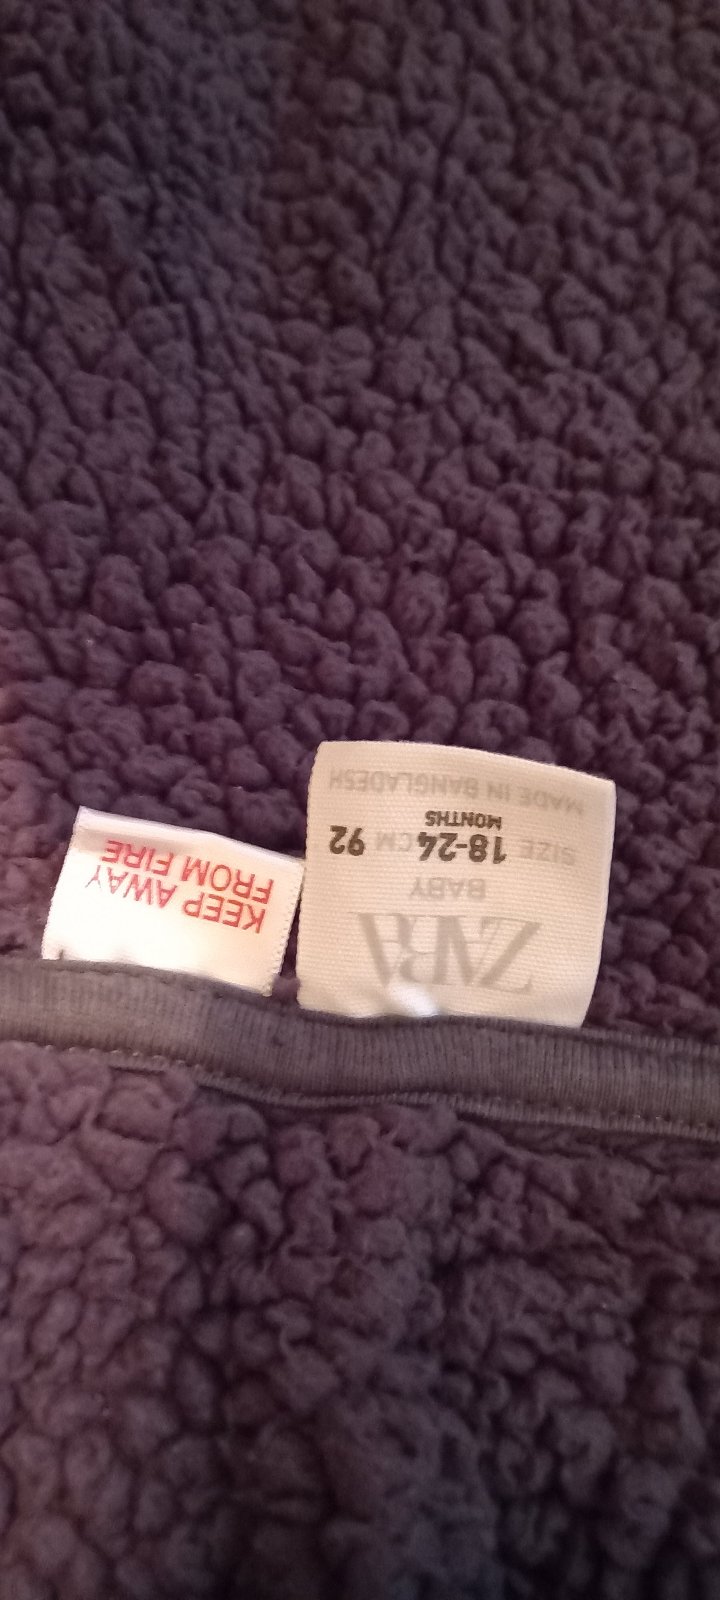 ZARA
BABY
SIZE 18-24 CM 92
MONTHS
MADE IN BANGLADESH
KEEP AWAY
FROM FIRE